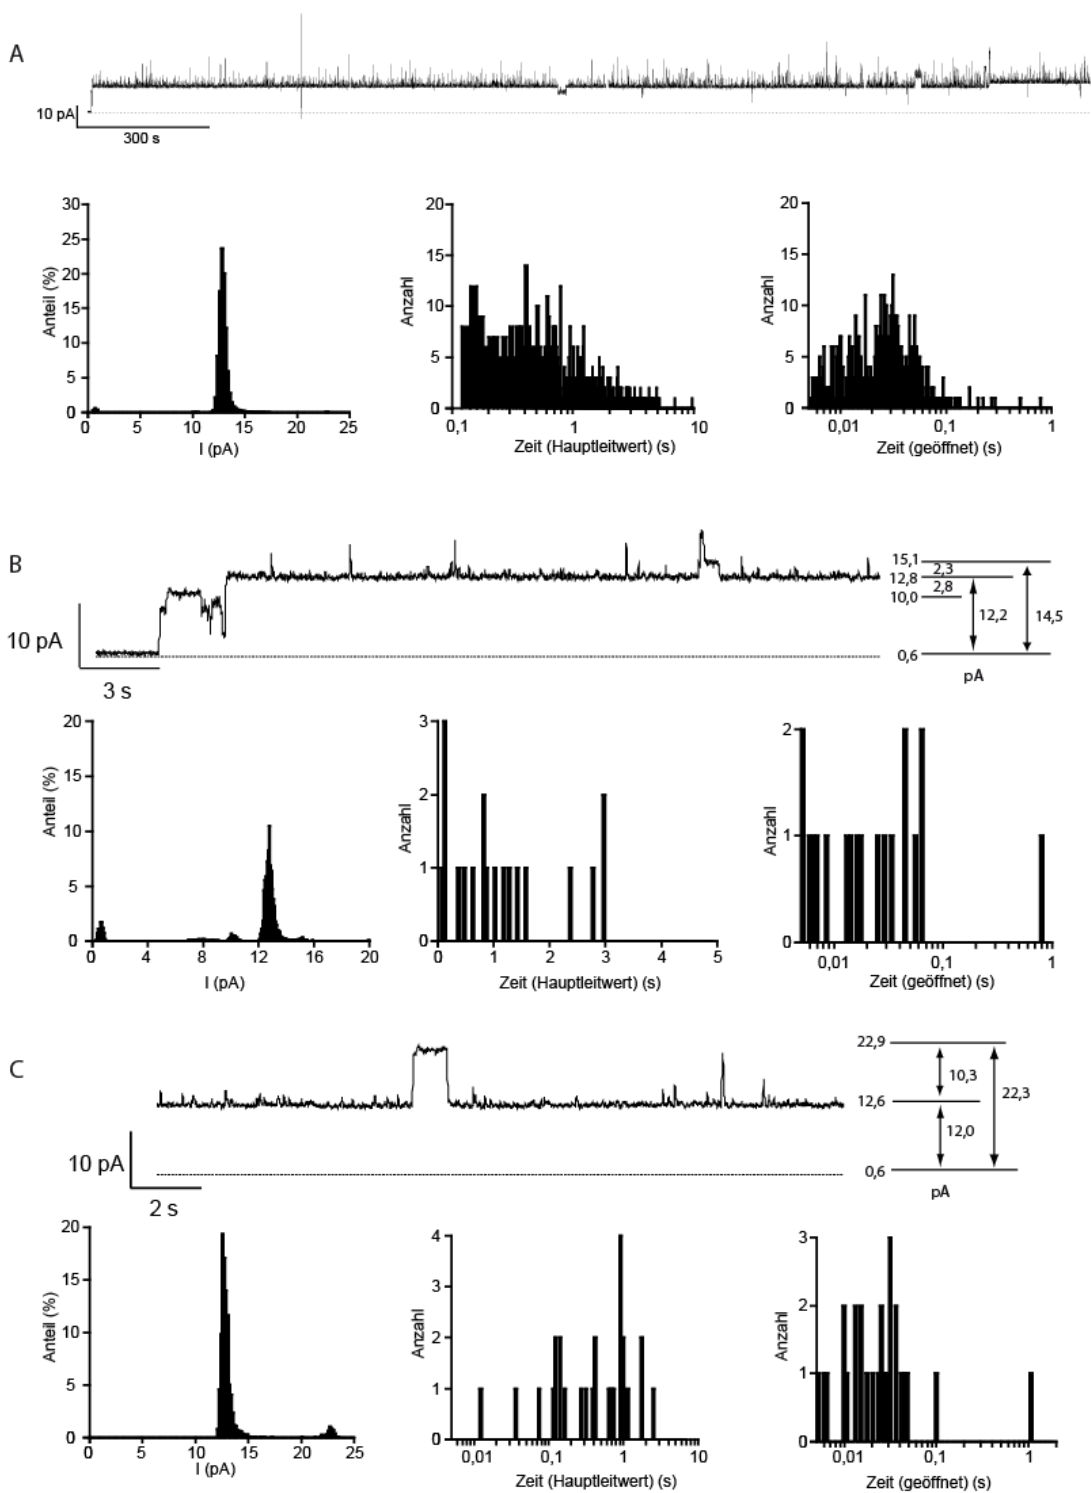 A
10 pA
300 s
30
25
20
15
10
5
0
Anteil (%)
0 5 10 15 20 25
I (pA)
20
15
10
5
0
Anzahl
0,1 1 10
Zeit (Hauptleitwert) (s)
20
15
10
5
0
Anzahl
0,01 0,1 1
Zeit (geöffnet) (s)
B
10 pA
3 s
15,1
12,8
10,0
0,6
2,3
2,8
12,2
14,5
pA
20
15
10
5
0
Anteil (%)
0 4 8 12 16 20
I (pA)
3
2
1
0
Anzahl
0 1 2 3 4 5
Zeit (Hauptleitwert) (s)
2
1
0
Anzahl
0,01 0,1 1
Zeit (geöffnet) (s)
C
10 pA
2 s
22,9
12,6
0,6
10,3
12,0
22,3
pA
20
15
10
5
0
Anteil (%)
0 5 10 15 20 25
I (pA)
4
3
2
1
0
Anzahl
0,01 0,1 1 10
Zeit (Hauptleitwert) (s)
3
2
1
0
Anzahl
0,01 0,1 1
Zeit (geöffnet) (s)